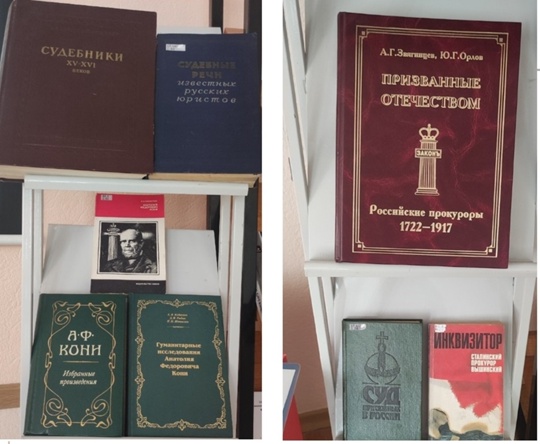 СУДЕБНИКИ
XV-XVI
ВЕКОВ
СУДЕБНЫЕ
РЕЧИ
ИЗВЕСТНЫХ
РУССКИХ
ЮРИСТОВ
А·Ф·
КОНИ
Избранные
произведения
Гуманитарные
исследования
Анатолия
Федоровича
Кони
А.Г.Звягинцев, Ю.Г.Орлов
ПРИЗВАННЫЕ
ОТЕЧЕСТВОМ
ЗАКОНЪ
Российские прокуроры
1722–1917
СУД
В РОССИИ
ИНКВИЗИТОР
СТАЛИНСКИЙ
ПРОКУРОР
ВЫШИНСКИЙ